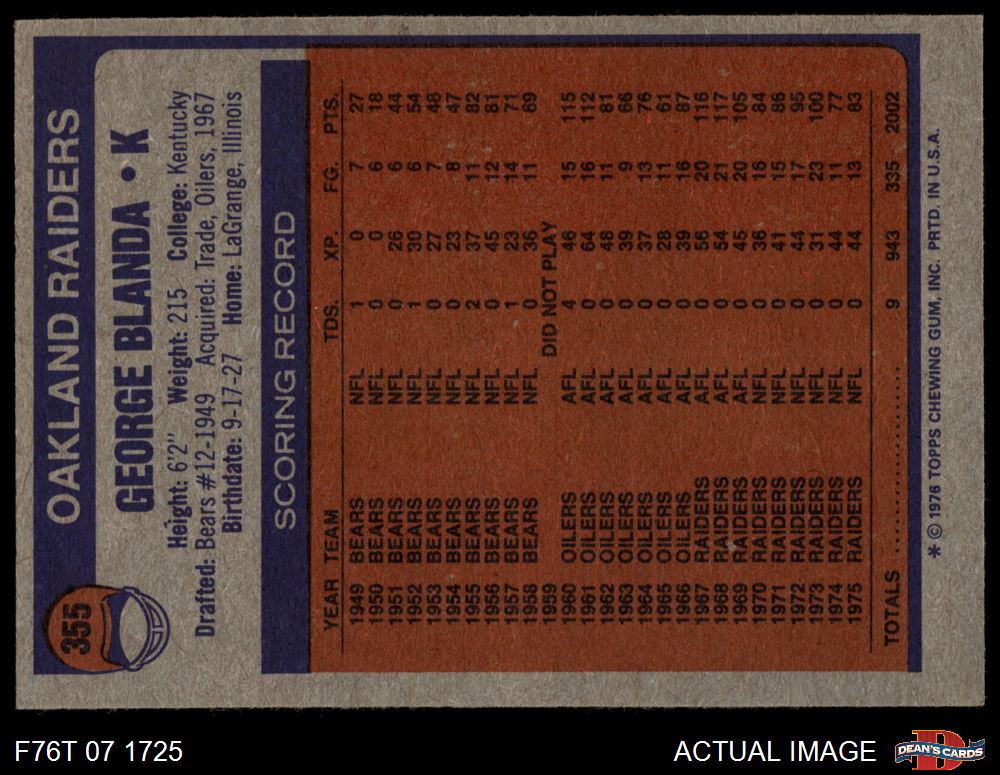 355
OAKLAND RAIDERS
GEORGE BLANDA • K
Height: 6'2" Weight: 215 College: Kentucky
Drafted: Bears #12-1949 Acquired: Trade, Oilers, 1967
Birthdate: 9-17-27 Home: LaGrange, Illinois
SCORING RECORD
YEAR TEAM TDS. XP. FG. PTS.
1949 BEARS NFL 1 0 7 27
1950 BEARS NFL 0 0 6 18
1951 BEARS NFL 0 26 6 44
1952 BEARS NFL 1 30 6 54
1953 BEARS NFL 0 27 7 48
1954 BEARS NFL 0 23 8 47
1955 BEARS NFL 2 37 11 82
1956 BEARS NFL 0 45 12 81
1957 BEARS NFL 1 23 14 71
1958 BEARS NFL 0 36 11 69
1959 DID NOT PLAY
1960 OILERS AFL 4 46 15 115
1961 OILERS AFL 0 64 16 112
1962 OILERS AFL 0 48 11 81
1963 OILERS AFL 0 39 9 66
1964 OILERS AFL 0 37 13 76
1965 OILERS AFL 0 28 11 61
1966 OILERS AFL 0 39 16 87
1967 RAIDERS AFL 0 56 20 116
1968 RAIDERS AFL 0 54 21 117
1969 RAIDERS AFL 0 45 20 105
1970 RAIDERS NFL 0 36 16 84
1971 RAIDERS NFL 0 41 15 86
1972 RAIDERS NFL 0 44 17 95
1973 RAIDERS NFL 0 31 23 100
1974 RAIDERS NFL 0 44 11 77
1975 RAIDERS NFL 0 44 13 83
TOTALS .................... 9 943 335 2002
* © 1976 TOPPS CHEWING GUM, INC. PRTD. IN U.S.A.
F76T 07 1725
ACTUAL IMAGE
D
DEAN'S CARDS